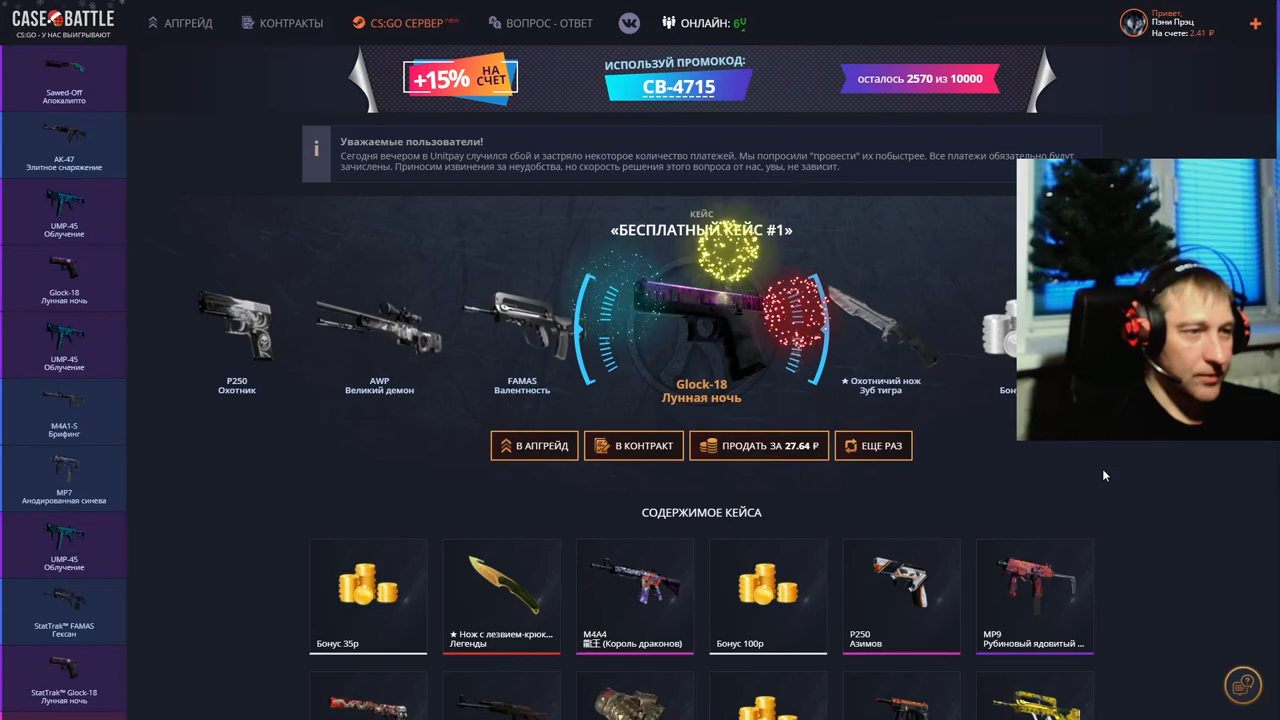 CASE BATTLE
CS:GO - У НАС ВЫИГРЫВАЮТ
АПГРЕЙД
КОНТРАКТЫ
CS:GO СЕРВЕР new
ВОПРОС - ОТВЕТ
ОНЛАЙН:
Привет,
Пэни Прэц
На счете: 2.41 ₽
+15% НА СЧЕТ
ИСПОЛЬЗУЙ ПРОМОКОД:
CB-4715
осталось 2570 из 10000
Уважаемые пользователи!
Сегодня вечером в Unitpay случился сбой и застряло некоторое количество платежей. Мы попросили "провести" их побыстрее. Все платежи обязательно будут
зачислены. Приносим извинения за неудобства, но скорость решения этого вопроса от нас, увы, не зависит.
КЕЙС
«БЕСПЛАТНЫЙ КЕЙС #1»
P250
Охотник
AWP
Великий демон
FAMAS
Валентность
Glock-18
Лунная ночь
★ Охотничий нож
Зуб тигра
В АПГРЕЙД
В КОНТРАКТ
ПРОДАТЬ ЗА 27.64 ₽
ЕЩЕ РАЗ
СОДЕРЖИМОЕ КЕЙСА
Бонус 35р
★ Нож с лезвием-крюк...
Легенды
M4A4
龍王 (Король драконов)
Бонус 100р
P250
Азимов
MP9
Рубиновый ядовитый ...
Sawed-Off
Апокалипто
AK-47
Элитное снаряжение
UMP-45
Облучение
Glock-18
Лунная ночь
UMP-45
Облучение
M4A1-S
Брифинг
MP7
Анодированная синева
UMP-45
Облучение
StatTrak™ FAMAS
Гексан
StatTrak™ Glock-18
Лунная ночь